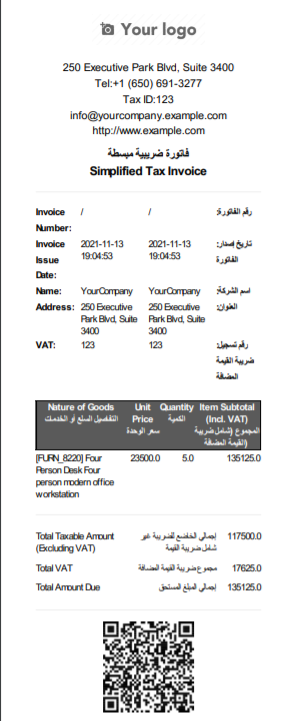 Your logo
250 Executive Park Blvd, Suite 3400
Tel:+1 (650) 691-3277
Tax ID:123
info@yourcompany.example.com
http://www.example.com
فاتورة ضريبية مبسطة
Simplified Tax Invoice
Invoice Number: / / رقم الفاتورة:
Invoice Issue Date: 2021-11-13 19:04:53 2021-11-13 19:04:53 تاريخ إصدار: الفاتورة
Name: YourCompany YourCompany اسم الشركة:
Address: 250 Executive Park Blvd, Suite 3400 250 Executive Park Blvd, Suite 3400 العنوان:
VAT: 123 123 رقم تسجيل: ضريبة القيمة المضافة
Nature of Goods التفاصيل السلع أو الخدمات Unit Price سعر الوحدة Quantity الكمية Item Subtotal (Incl. VAT) المجموع (شامل ضريبة القيمة المضافة)
[FURN_8220] Four Person Desk Four person modern office workstation 23500.0 5.0 135125.0
Total Taxable Amount (Excluding VAT) إجمالي الخاضع للضريبة غير شامل ضريبة القيمة 117500.0
Total VAT مجموع ضريبة القيمة المضافة 17625.0
Total Amount Due إجمالي المبلغ المستحق 135125.0